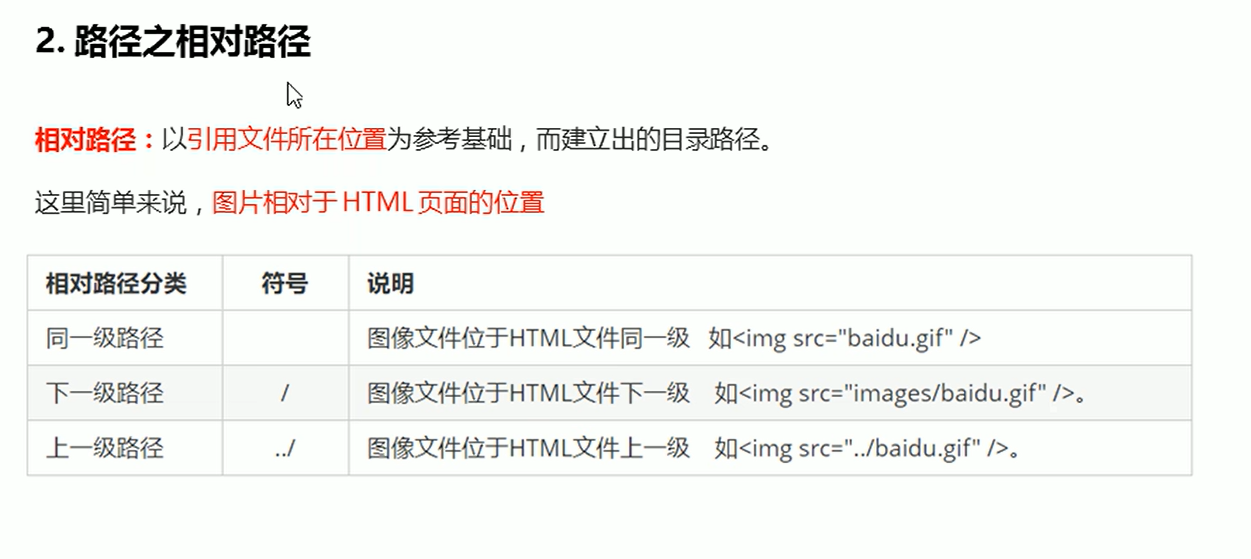 2. 路径之相对路径
相对路径：以引用文件所在位置为参考基础，而建立出的目录路径。
这里简单来说，图片相对于 HTML 页面的位置
相对路径分类 符号 说明
同一级路径 图像文件位于HTML文件同一级 如<img src="baidu.gif" />
下一级路径 / 图像文件位于HTML文件下一级 如<img src="images/baidu.gif" />。
上一级路径 ../ 图像文件位于HTML文件上一级 如<img src="../baidu.gif" />。